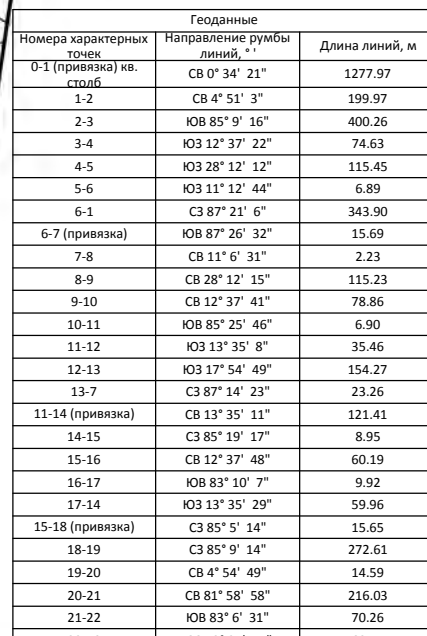 Геоданные
Номера характерных точек	Направление румбы линий, ° '	Длина линий, м
0-1 (привязка) кв. столб	СВ 0° 34' 21"	1277.97
1-2	СВ 4° 51' 3"	199.97
2-3	ЮВ 85° 9' 16"	400.26
3-4	ЮЗ 12° 37' 22"	74.63
4-5	ЮЗ 28° 12' 12"	115.45
5-6	ЮЗ 11° 12' 44"	6.89
6-1	СЗ 87° 21' 6"	343.90
6-7 (привязка)	ЮВ 87° 26' 32"	15.69
7-8	СВ 11° 6' 31"	2.23
8-9	СВ 28° 12' 15"	115.23
9-10	СВ 12° 37' 41"	78.86
10-11	ЮВ 85° 25' 46"	6.90
11-12	ЮЗ 13° 35' 8"	35.46
12-13	ЮЗ 17° 54' 49"	154.27
13-7	СЗ 87° 14' 23"	23.26
11-14 (привязка)	СВ 13° 35' 11"	121.41
14-15	СЗ 85° 19' 17"	8.95
15-16	СВ 12° 37' 48"	60.19
16-17	ЮВ 83° 10' 7"	9.92
17-14	ЮЗ 13° 35' 29"	59.96
15-18 (привязка)	СЗ 85° 5' 14"	15.65
18-19	СЗ 85° 9' 14"	272.61
19-20	СВ 4° 54' 49"	14.59
20-21	СВ 81° 58' 58"	216.03
21-22	ЮВ 83° 6' 31"	70.26